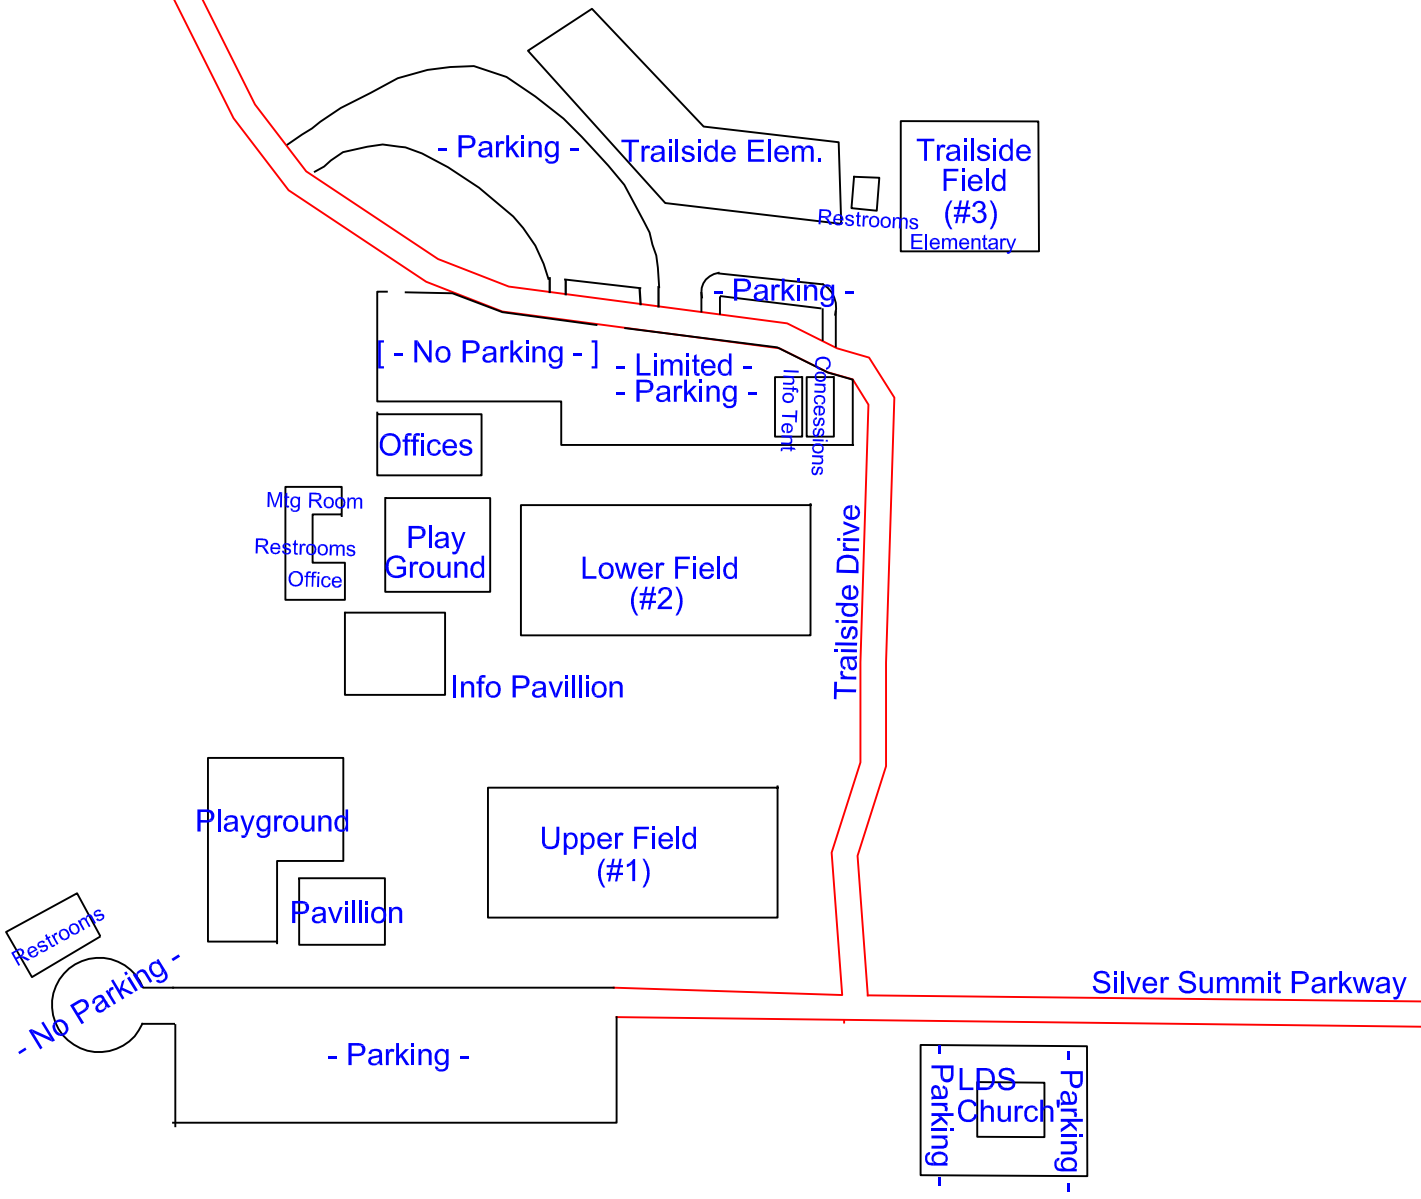 - Parking -
Trailside Elem.
Trailside
Field
(#3)
Elementary
Restrooms
- Parking -
[ - No Parking - ]
- Limited -
- Parking -
Info Tent
Concessions
Offices
Mtg Room
Restrooms
Office
Play
Ground
Lower Field
(#2)
Trailside Drive
Info Pavillion
Playground
Upper Field
(#1)
Pavillion
Restrooms
- No Parking -
Silver Summit Parkway
- Parking -
- Parking -
LDS
Church'
- Parking -